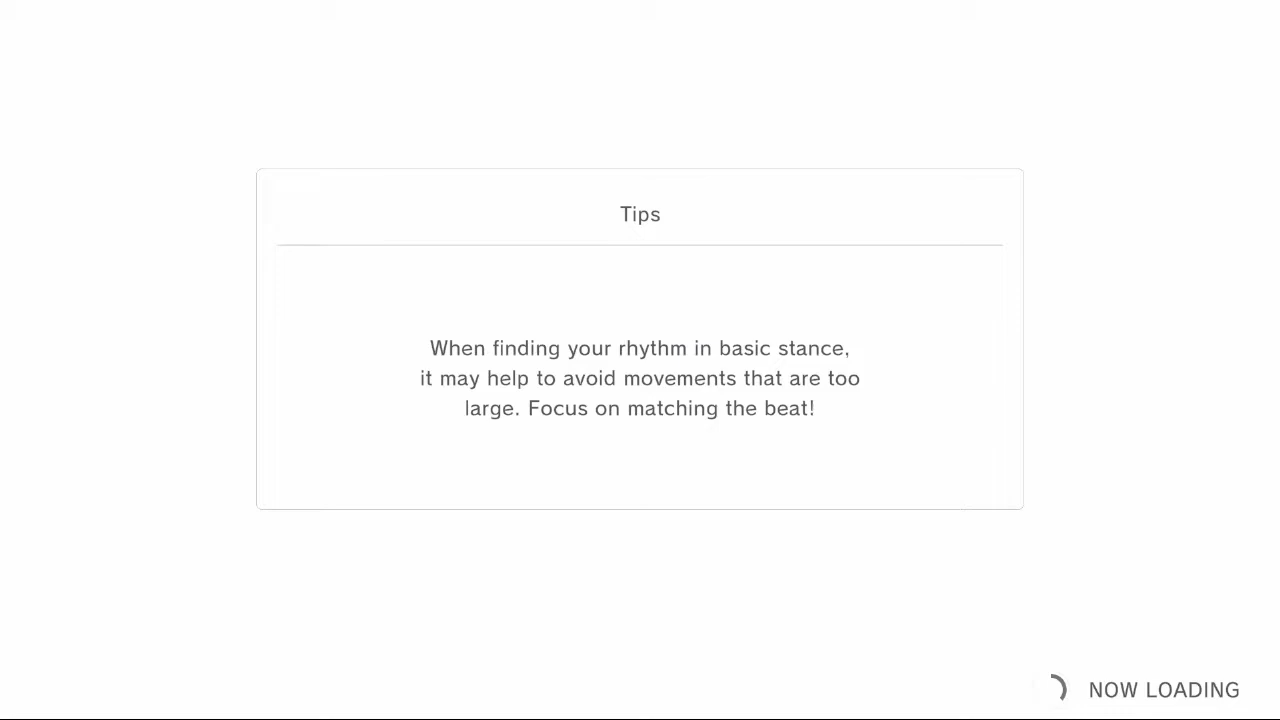 Tips
When finding your rhythm in basic stance,
it may help to avoid movements that are too
large. Focus on matching the beat!
NOW LOADING